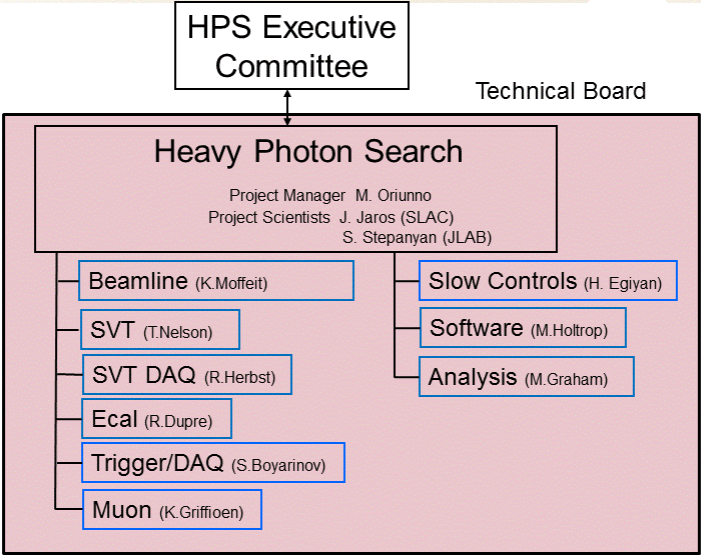 HPS Executive
Committee
Technical Board
Heavy Photon Search
Project Manager M. Oriunno
Project Scientists J. Jaros (SLAC)
S. Stepanyan (JLAB)
Beamline (K.Moffeit)
SVT (T.Nelson)
SVT DAQ (R.Herbst)
Ecal (R.Dupre)
Trigger/DAQ (S.Boyarinov)
Muon (K.Griffioen)
Slow Controls (H. Egiyan)
Software (M.Holtrop)
Analysis (M.Graham)